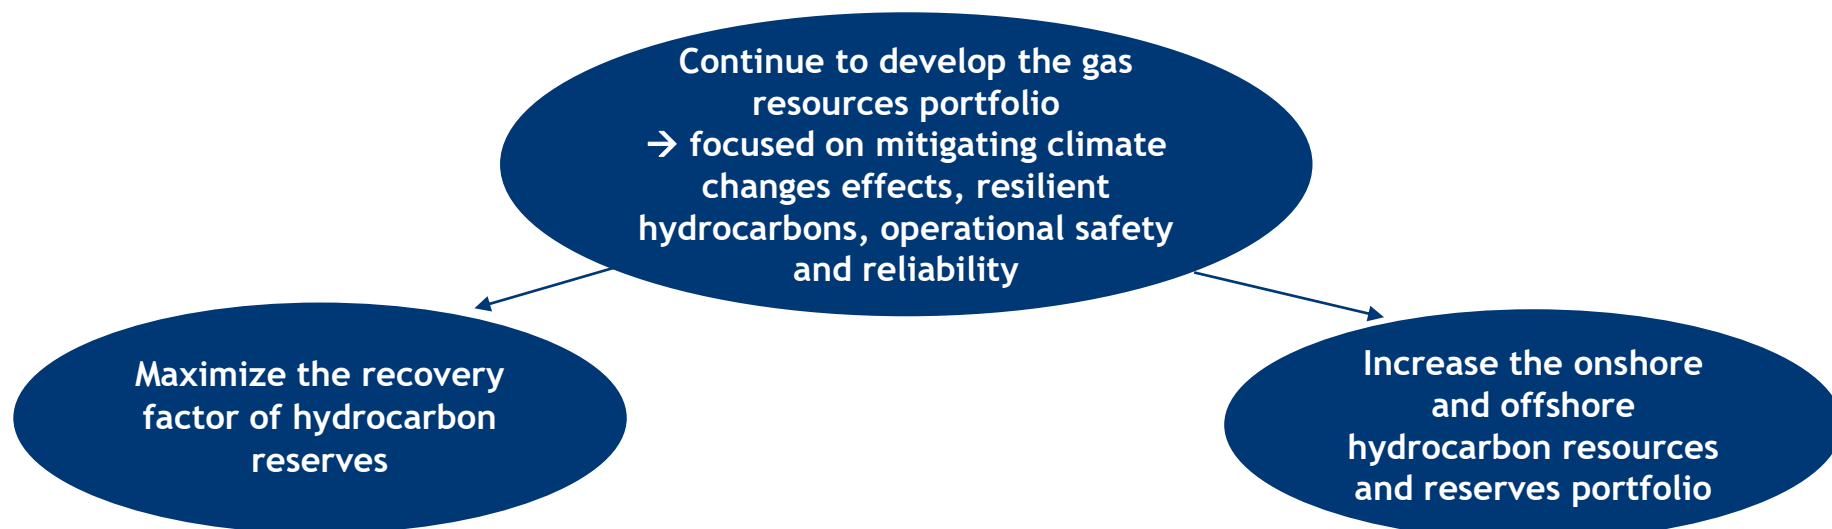 Continue to develop the gas
resources portfolio
→ focused on mitigating climate
changes effects, resilient
hydrocarbons, operational safety
and reliability
Maximize the recovery
factor of hydrocarbon
reserves
Increase the onshore
and offshore
hydrocarbon resources
and reserves portfolio